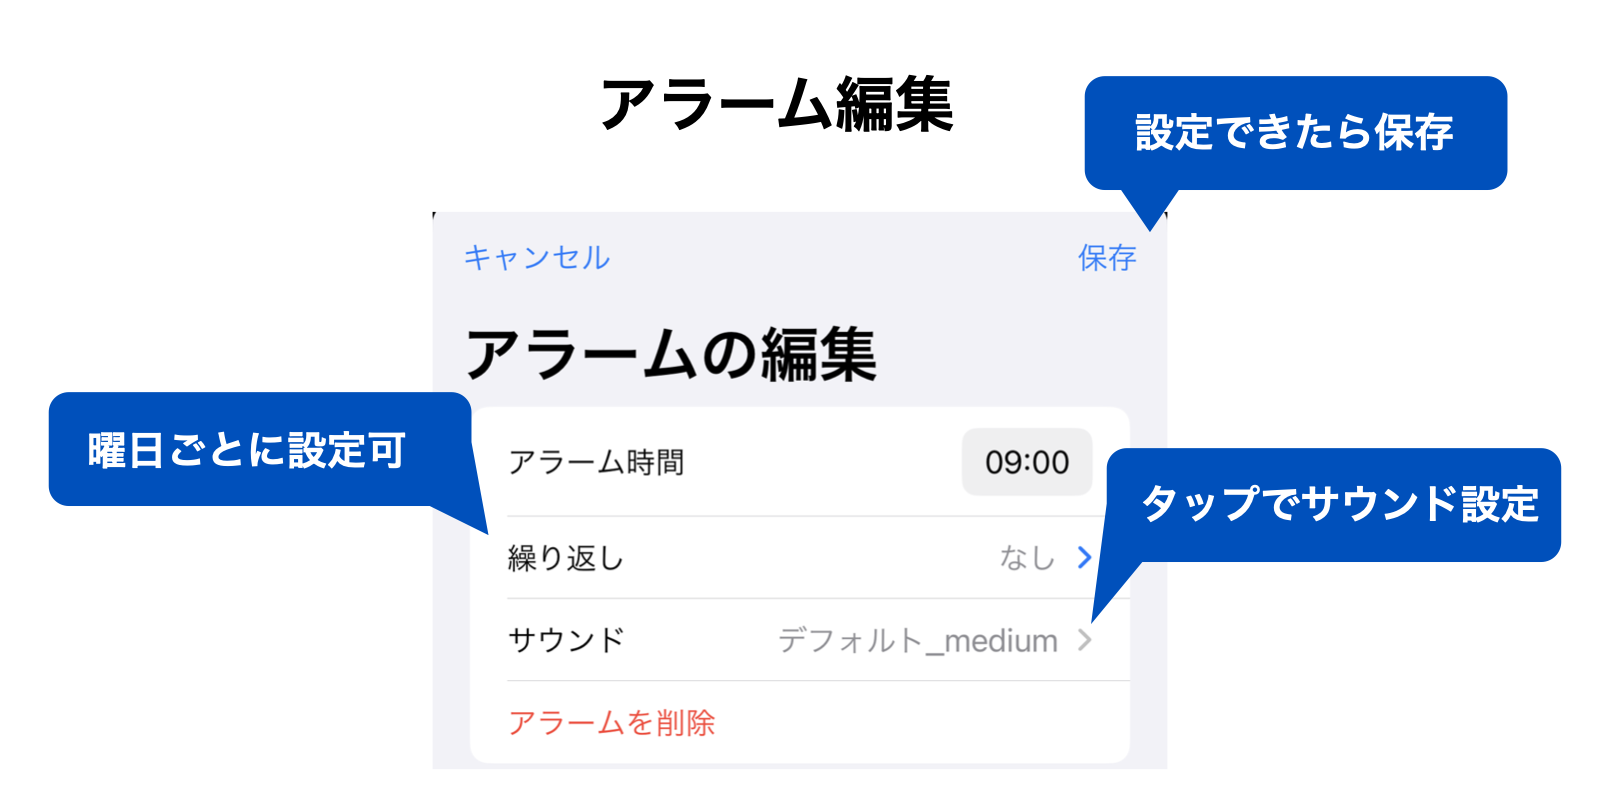 アラーム編集
設定できたら保存
キャンセル
保存
アラームの編集
曜日ごとに設定可
アラーム時間
09:00
タップでサウンド設定
繰り返し
なし
サウンド
デフォルト_medium
アラームを削除